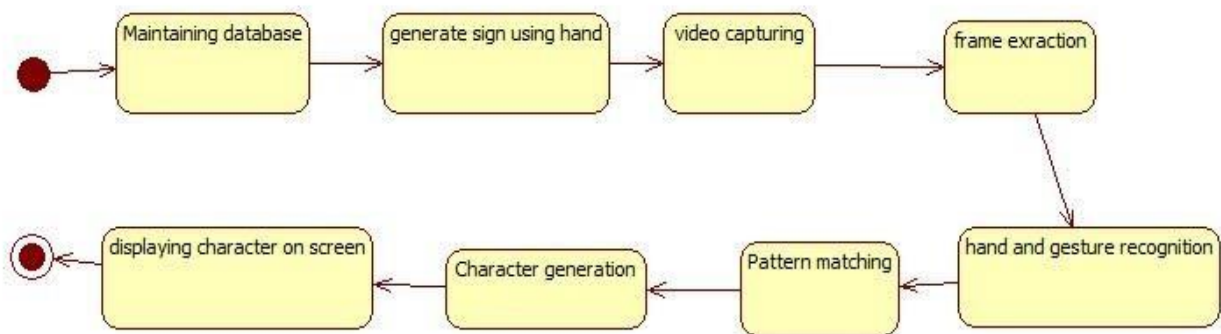 Maintaining database
generate sign using hand
video capturing
frame exraction
hand and gesture recognition
Pattern matching
Character generation
displaying character on screen